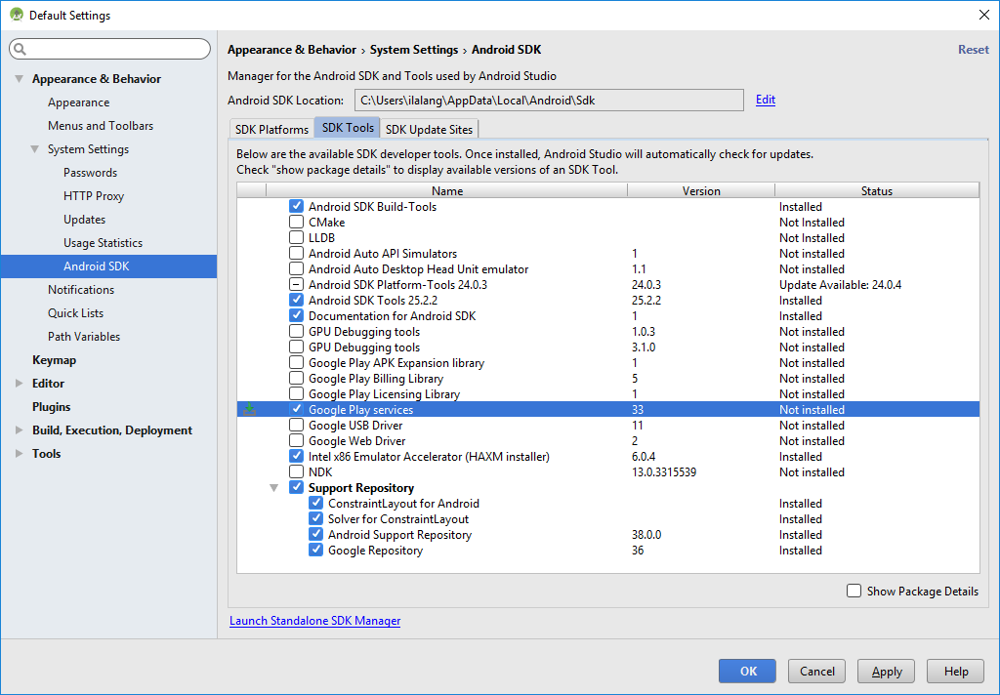 Default Settings
Appearance & Behavior › System Settings › Android SDK
Reset
Appearance & Behavior
Appearance
Menus and Toolbars
System Settings
Passwords
HTTP Proxy
Updates
Usage Statistics
Android SDK
Notifications
Quick Lists
Path Variables
Keymap
Editor
Plugins
Build, Execution, Deployment
Tools
Manager for the Android SDK and Tools used by Android Studio
Android SDK Location: C:\Users\ilalang\AppData\Local\Android\Sdk Edit
SDK Platforms SDK Tools SDK Update Sites
Below are the available SDK developer tools. Once installed, Android Studio will automatically check for updates.
Check "show package details" to display available versions of an SDK Tool.
Name Version Status
Android SDK Build-Tools Installed
CMake Not Installed
LLDB Not Installed
Android Auto API Simulators 1 Not installed
Android Auto Desktop Head Unit emulator 1.1 Not installed
Android SDK Platform-Tools 24.0.3 24.0.3 Update Available: 24.0.4
Android SDK Tools 25.2.2 25.2.2 Installed
Documentation for Android SDK 1 Installed
GPU Debugging tools 1.0.3 Not installed
GPU Debugging tools 3.1.0 Not installed
Google Play APK Expansion library 1 Not installed
Google Play Billing Library 5 Not installed
Google Play Licensing Library 1 Not installed
Google Play services 33 Not installed
Google USB Driver 11 Not installed
Google Web Driver 2 Not installed
Intel x86 Emulator Accelerator (HAXM installer) 6.0.4 Installed
NDK 13.0.3315539 Not installed
Support Repository
ConstraintLayout for Android Installed
Solver for ConstraintLayout Installed
Android Support Repository 38.0.0 Installed
Google Repository 36 Installed
Show Package Details
Launch Standalone SDK Manager
OK Cancel Apply Help